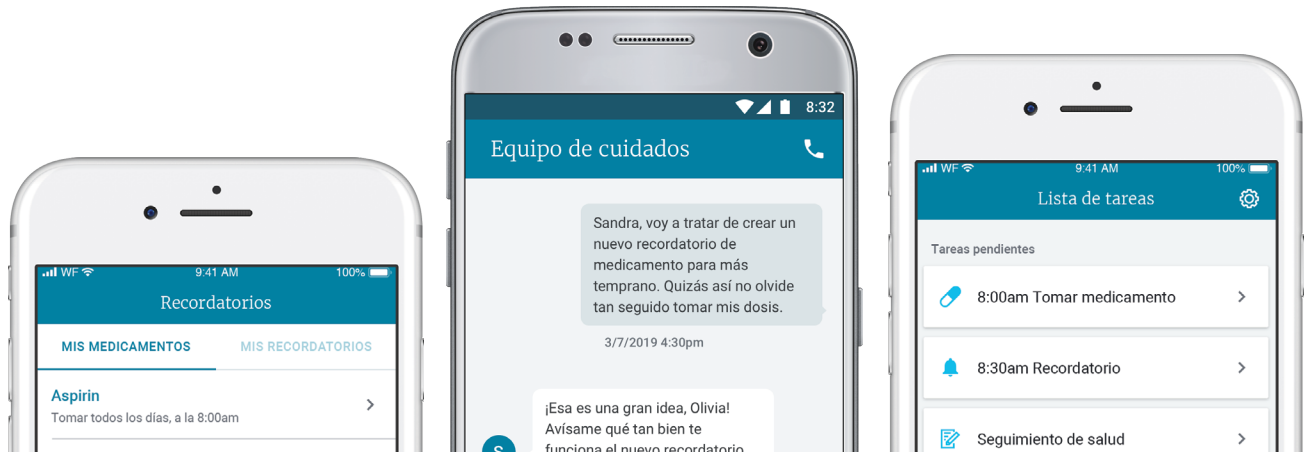 WF 9:41 AM 100%
Recordatorios
MIS MEDICAMENTOS MIS RECORDATORIOS
Aspirin
Tomar todos los días, a la 8:00am
8:32
Equipo de cuidados
Sandra, voy a tratar de crear un
nuevo recordatorio de
medicamento para más
temprano. Quizás así no olvide
tan seguido tomar mis dosis.
3/7/2019 4:30pm
¡Esa es una gran idea, Olivia!
Avísame qué tan bien te
funciona el nuevo recordatorio
S
WF 9:41 AM 100%
Lista de tareas
Tareas pendientes
8:00am Tomar medicamento
8:30am Recordatorio
Seguimiento de salud